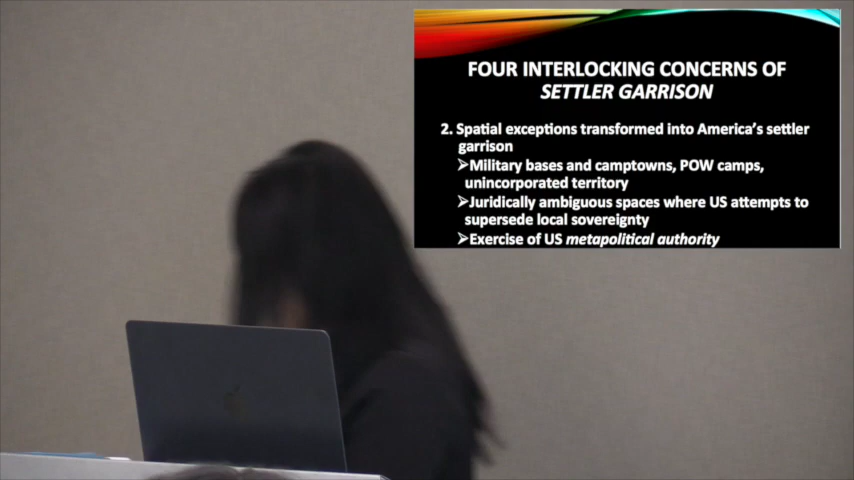 FOUR INTERLOCKING CONCERNS OF
SETTLER GARRISON
2. Spatial exceptions transformed into America's settler
garrison
➢Military bases and camptowns, POW camps,
unincorporated territory
➢Juridically ambiguous spaces where US attempts to
supersede local sovereignty
➢Exercise of US metapolitical authority